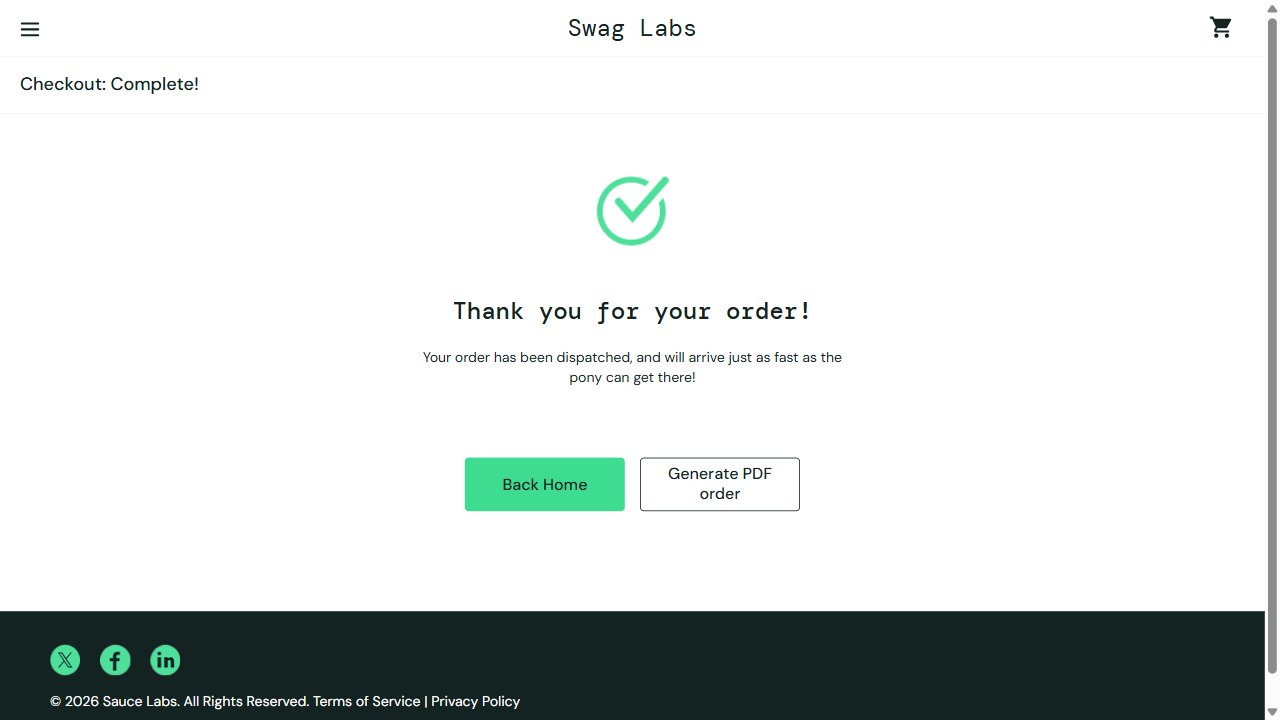 Swag Labs
Checkout: Complete!
Thank you for your order!
Your order has been dispatched, and will arrive just as fast as the
pony can get there!
Back Home
Generate PDF
order
© 2026 Sauce Labs. All Rights Reserved. Terms of Service | Privacy Policy